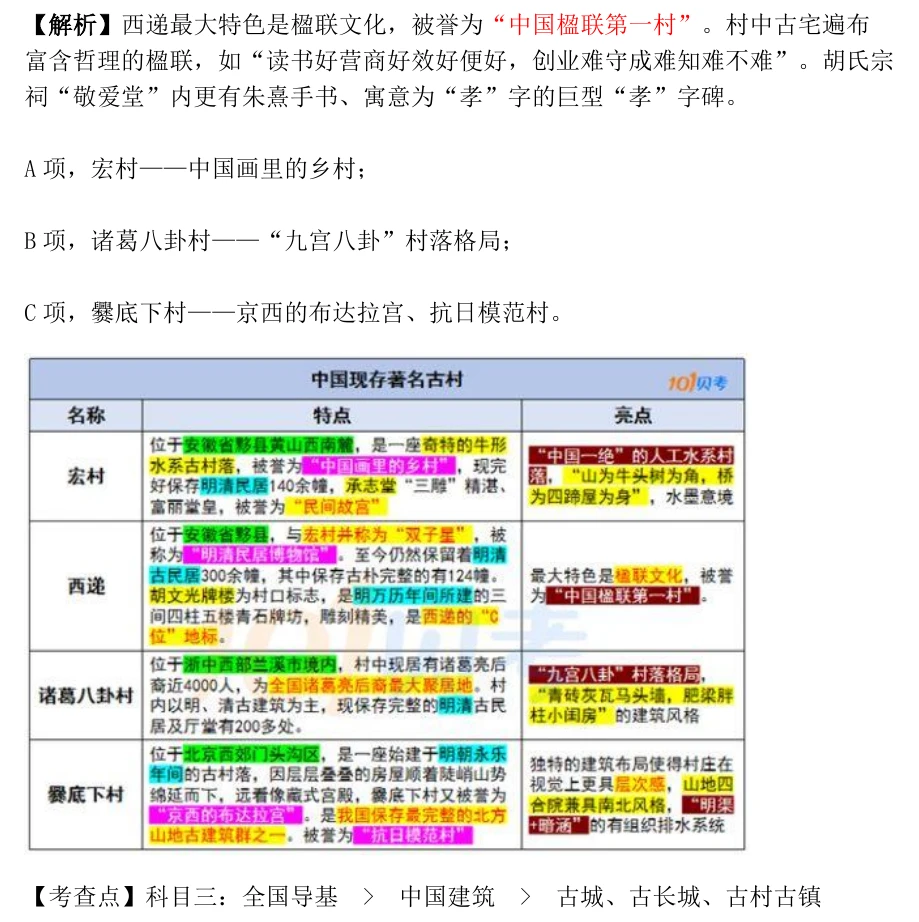 【解析】西递最大特色是楹联文化，被誉为“中国楹联第一村”。村中古宅遍布
富含哲理的楹联，如“读书好营商好效好便好，创业难守成难知难不难”。胡氏宗
祠“敬爱堂”内更有朱熹手书、寓意为“孝”字的巨型“孝”字碑。
A 项，宏村——中国画里的乡村；
B 项，诸葛八卦村——“九宫八卦”村落格局；
C 项，爨底下村——京西的布达拉宫、抗日模范村。
中国现存著名古村
101贝考
名称 特点 亮点
宏村
位于安徽省黟县黄山西南麓，是一座奇特的牛形
水系古村落，被誉为“中国画里的乡村”，现完
好保存明清民居140余幢，承志堂“三雕”精湛、
富丽堂皇，被誉为“民间故宫”
“中国一绝”的人工水系村
落，“山为牛头树为角，桥
为四蹄屋为身”，水墨意境
西递
位于安徽省黟县，与宏村并称为“双子星”，被
称为“明清民居博物馆”。至今仍然保留着明清
古民居300余幢，其中保存古朴完整的有124幢。
胡文光牌楼为村口标志，是明万历年间所建的三
间四柱五楼青石牌坊，雕刻精美，是西递的“C
位”地标。
最大特色是楹联文化，被誉
为“中国楹联第一村”。
诸葛八卦村
位于浙中西部兰溪市境内，村中现居有诸葛亮后
裔近4000人，为全国诸葛亮后裔最大聚居地。村
内以明、清古建筑为主，现保存完整的明清古民
居及厅堂有200多处。
“九宫八卦”村落格局，
“青砖灰瓦马头墙，肥梁胖
柱小闺房”的建筑风格
爨底下村
位于北京西郊门头沟区，是一座始建于明朝永乐
年间的古村落，因层层叠叠的房屋顺着陡峭山势
绵延而下，远看像藏式宫殿，爨底下村又被誉为
“京西的布达拉宫”。是我国保存最完整的北方
山地古建筑群之一。被誉为“抗日模范村”
独特的建筑布局使得村庄在
视觉上更具层次感，山地四
合院兼具南北风格，“明渠
+暗涵”的有组织排水系统
【考查点】科目三：全国导基 > 中国建筑 > 古城、古长城、古村古镇